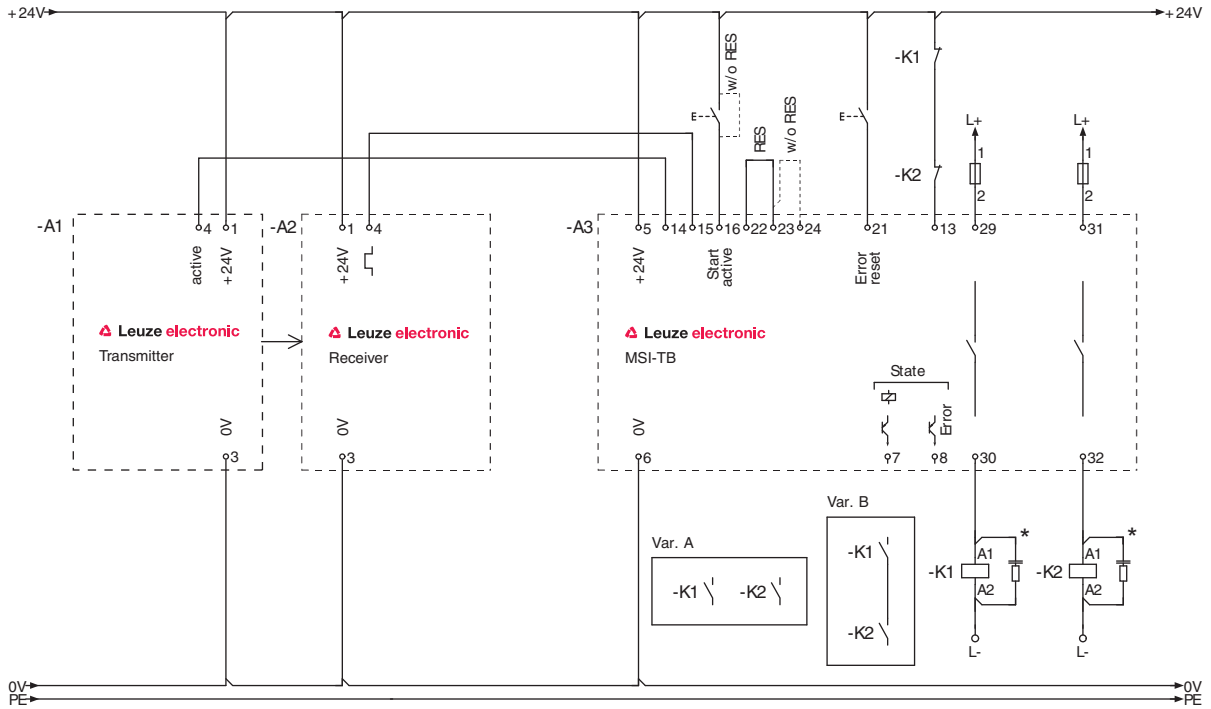 +24V +24V
w/o RES
-K1
RES
w/o RES
L+ L+
1 1
-K2
2 2
-A1 4 1 -A2 1 4 -A3 5 14 15 16 22 23 24 21 13 29 31
active +24V +24V +24V Start active Error reset
Leuze electronic Leuze electronic Leuze electronic
Transmitter Receiver MSI-TB
State
0V 0V 0V Error
3 3 6 7 8 30 32
Var. B
Var. A
* *
-K1 A1 A1
-K1 -K2
-K1 -K2 A2 A2
-K2
L- L-
0V 0V
PE PE